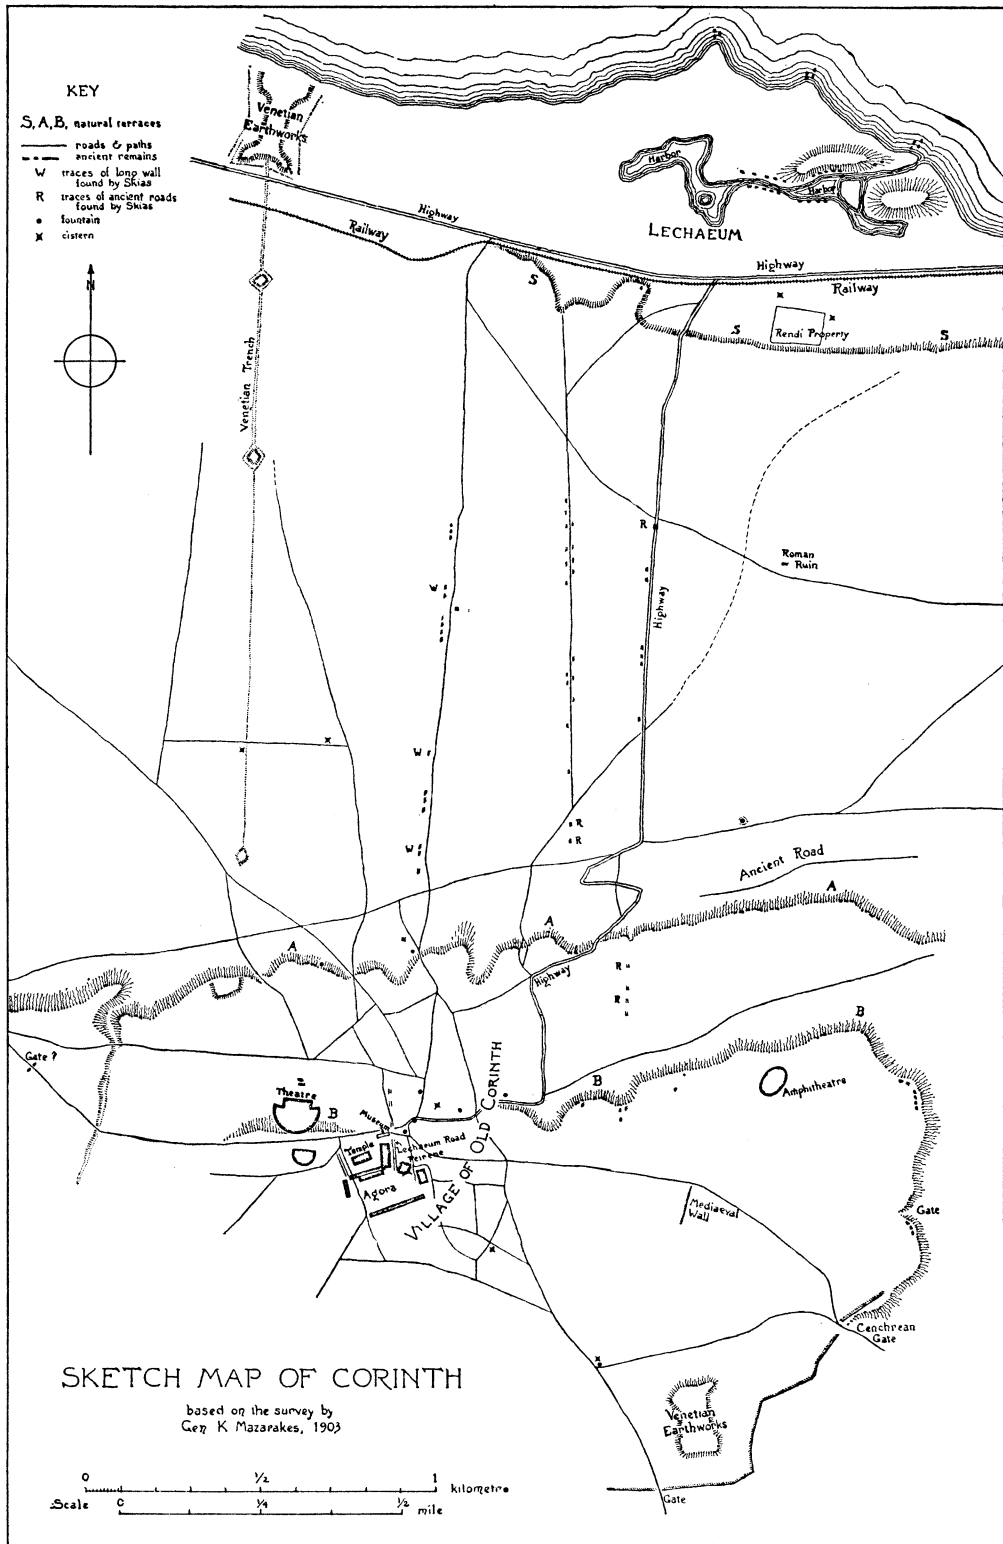 KEY
S, A, B, natural terraces
roads & paths
ancient remains
W traces of long wall
found by Skias
R traces of ancient roads
found by Skias
fountain
cistern
N
Venetian
Earthworks
Harbor
Harbor
LECHAEUM
Highway
Railway
Highway
Railway
S
S
S
Rendi Property
Venetian Trench
R
Roman
Ruin
W
Highway
W
R
R
W
Ancient Road
A
A
A
Highway
R
R
B
Gate ?
Theatre
B
B
Amphitheatre
Museum
Temple
Lechaeum Road
Peirene
Agora
VILLAGE OF OLD CORINTH
Mediaeval
Wall
Gate
Cenchrean
Gate
SKETCH MAP OF CORINTH
based on the survey by
Gen K Mazarakes, 1903
Venetian
Earthworks
Gate
0 1/2 1 kilometre
Scale 0 1/4 1/2 mile